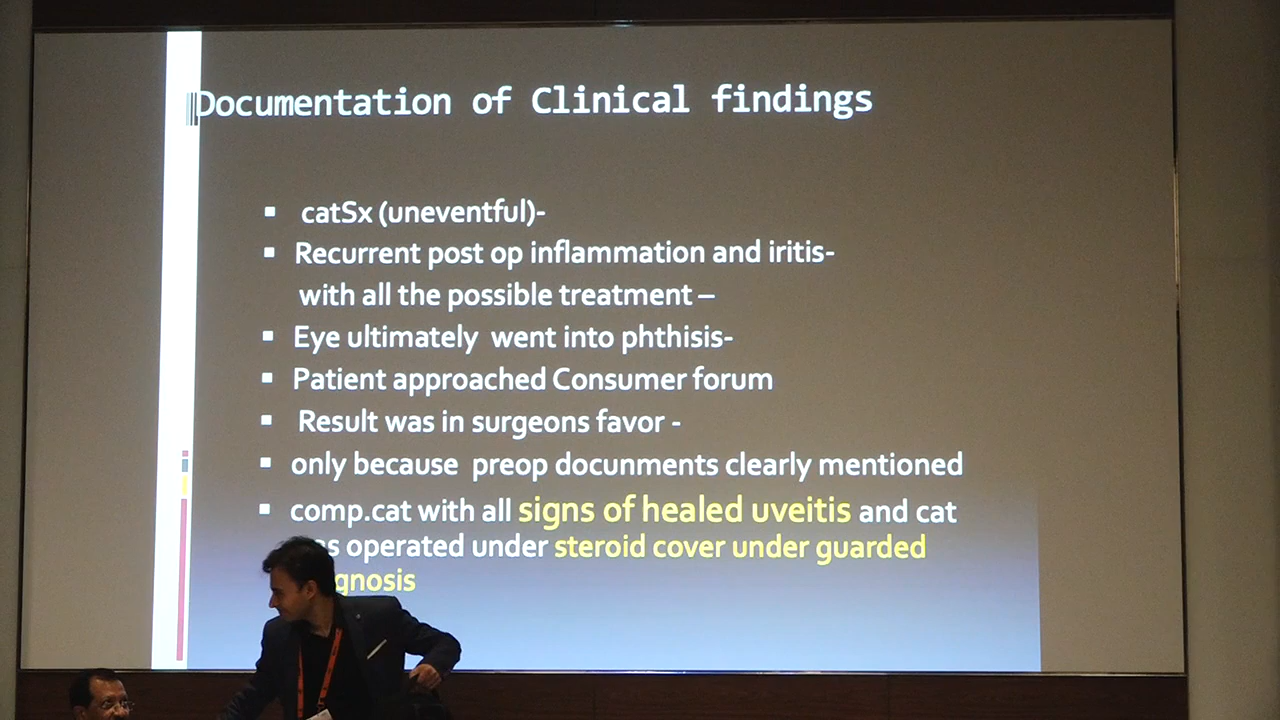 Documentation of Clinical findings
▪ catSx (uneventful)-
▪ Recurrent post op inflammation and iritis-
with all the possible treatment –
▪ Eye ultimately went into phthisis-
▪ Patient approached Consumer forum
▪ Result was in surgeons favor -
▪ only because preop docunments clearly mentioned
▪ comp.cat with all signs of healed uveitis and cat
operated under steroid cover under guarded